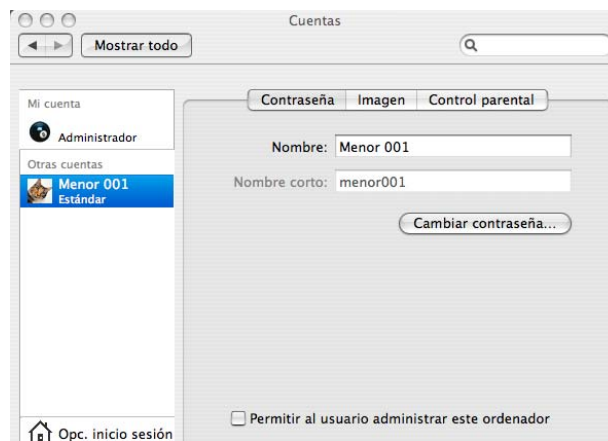 Cuentas
Mostrar todo
Mi cuenta
Administrador
Otras cuentas
Menor 001
Estándar
Opc. inicio sesión
Contraseña Imagen Control parental
Nombre: Menor 001
Nombre corto: menor001
Cambiar contraseña...
Permitir al usuario administrar este ordenador